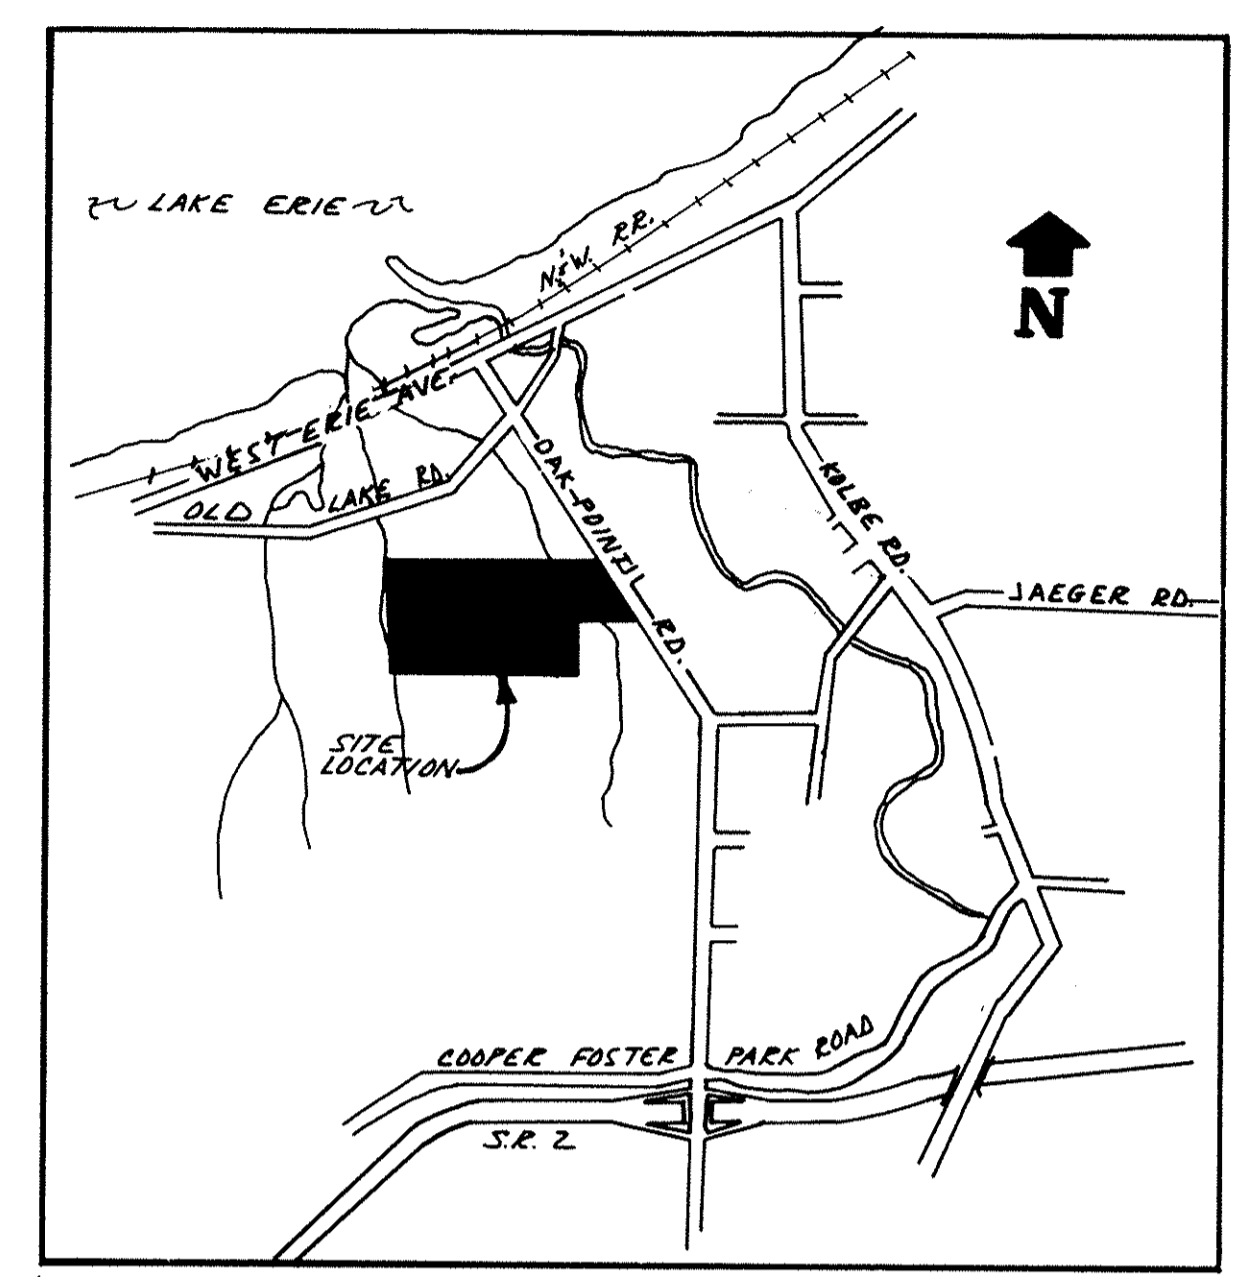 LAKE ERIE
N.&W. RR.
N
WEST ERIE AVE.
OLD LAKE RD.
OAK POINT RD.
KOLBE RD.
JAEGER RD.
SITE
LOCATION
COOPER FOSTER PARK ROAD
S.R. 2